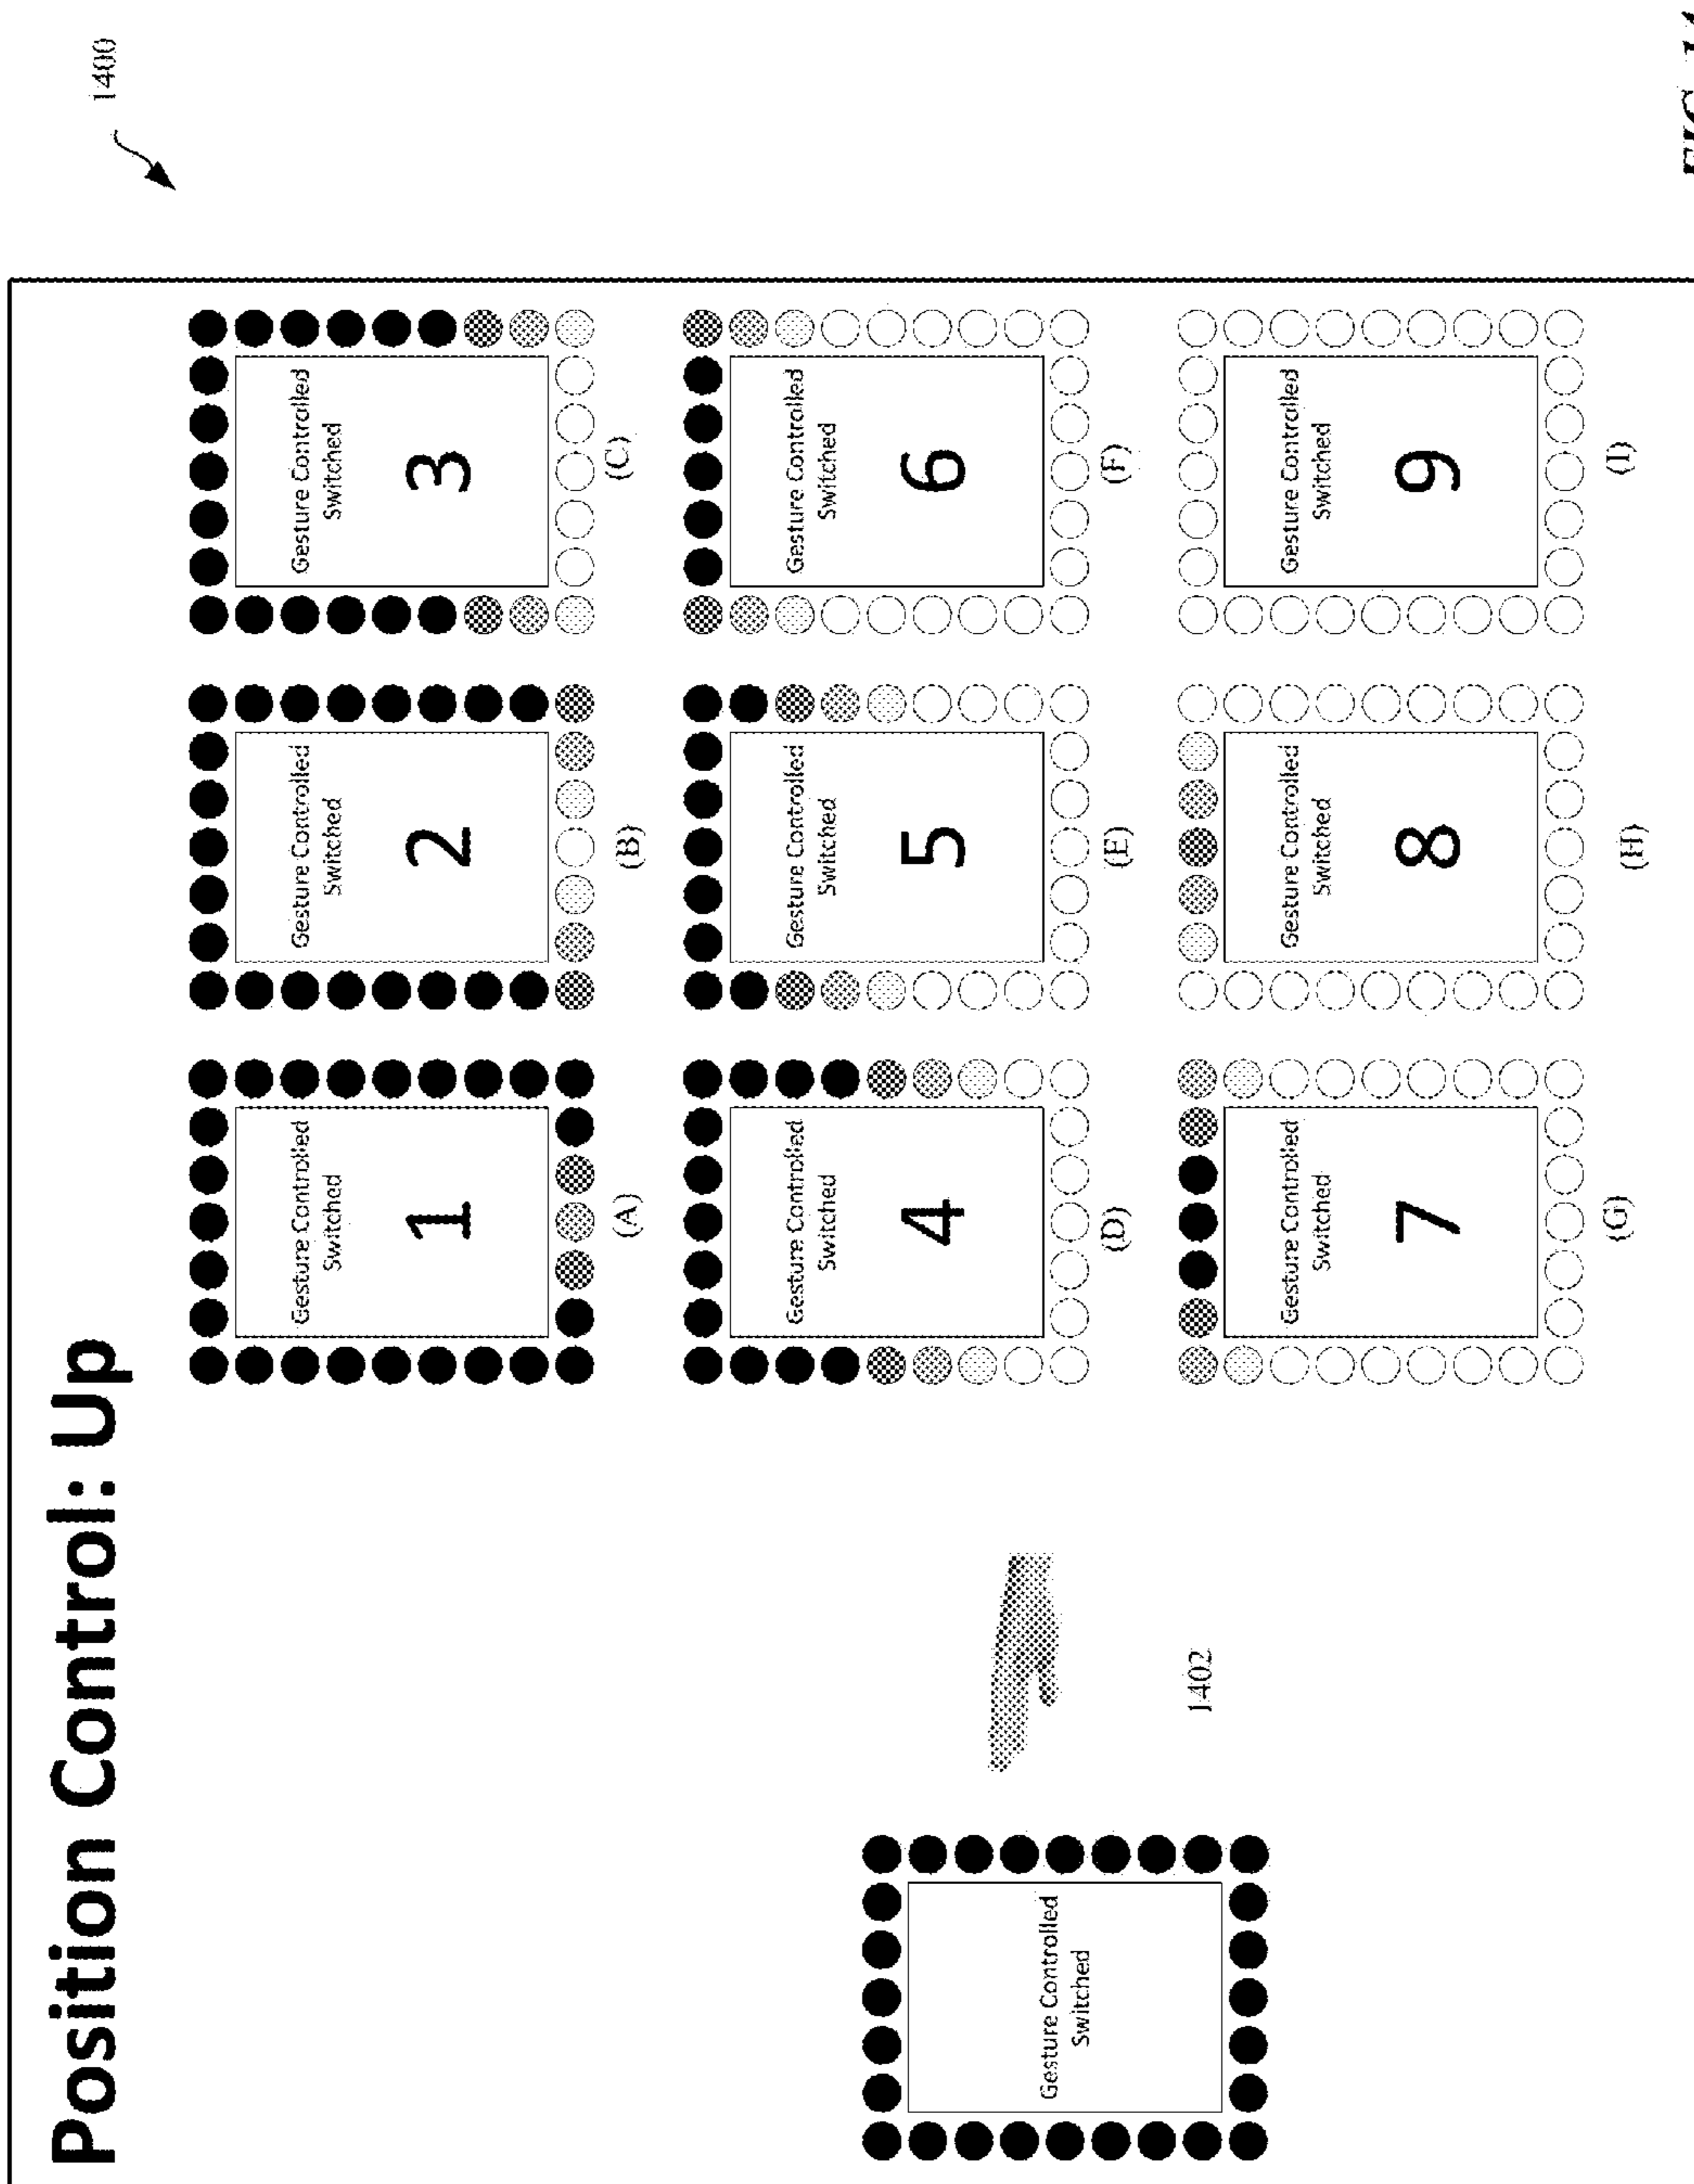 1400
Position Control: Up
Gesture Controlled
Switched
1
(A)
Gesture Controlled
Switched
2
(B)
Gesture Controlled
Switched
3
(C)
Gesture Controlled
Switched
4
(D)
Gesture Controlled
Switched
5
(E)
Gesture Controlled
Switched
6
(F)
Gesture Controlled
Switched
1402
Gesture Controlled
Switched
7
(G)
Gesture Controlled
Switched
8
(H)
Gesture Controlled
Switched
9
(I)